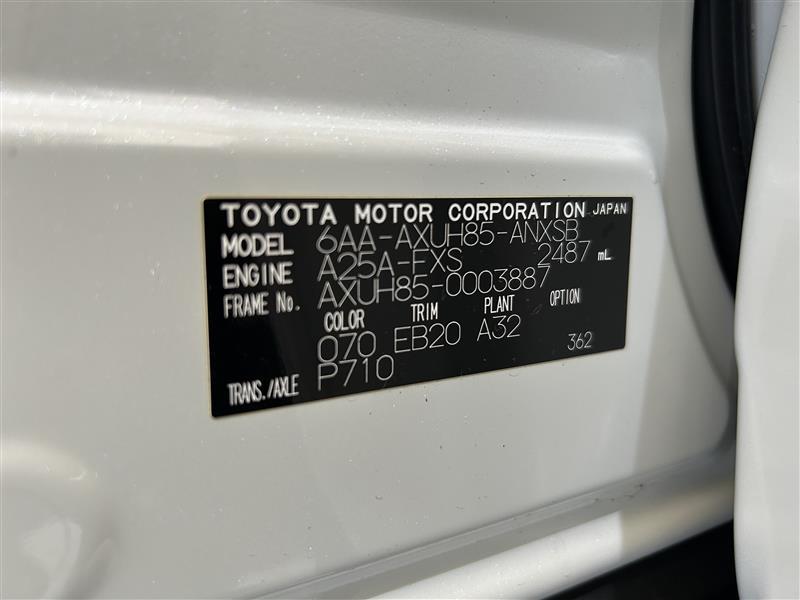 TOYOTA MOTOR CORPORATION JAPAN
MODEL 6AA-AXUH85-ANXSB
ENGINE A25A-FXS 2487 mL
FRAME No. AXUH85-0003887
COLOR TRIM PLANT OPTION
070 EB20 A32 362
TRANS./AXLE P710